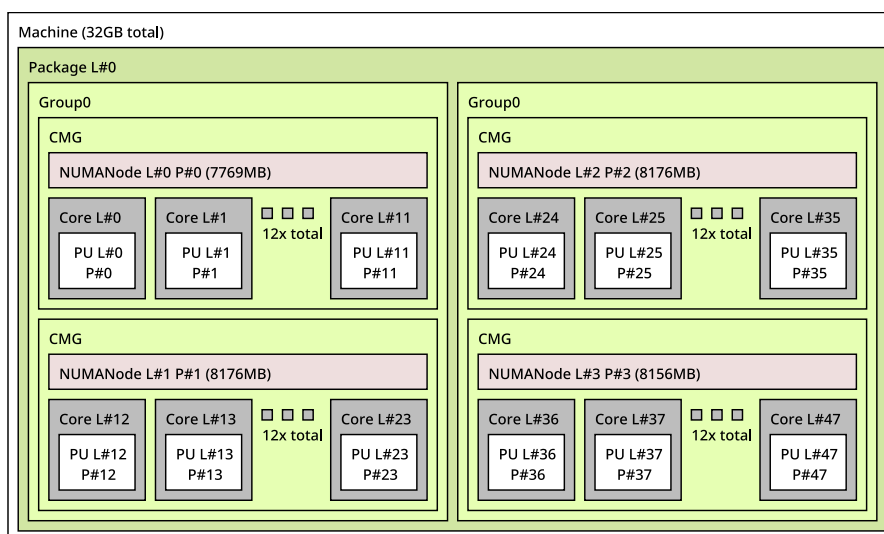 Machine (32GB total)
Package L#0
Group0
CMG
NUMANode L#0 P#0 (7769MB)
Core L#0
PU L#0
P#0
Core L#1
PU L#1
P#1
12x total
Core L#11
PU L#11
P#11
CMG
NUMANode L#1 P#1 (8176MB)
Core L#12
PU L#12
P#12
Core L#13
PU L#13
P#13
12x total
Core L#23
PU L#23
P#23
Group0
CMG
NUMANode L#2 P#2 (8176MB)
Core L#24
PU L#24
P#24
Core L#25
PU L#25
P#25
12x total
Core L#35
PU L#35
P#35
CMG
NUMANode L#3 P#3 (8156MB)
Core L#36
PU L#36
P#36
Core L#37
PU L#37
P#37
12x total
Core L#47
PU L#47
P#47